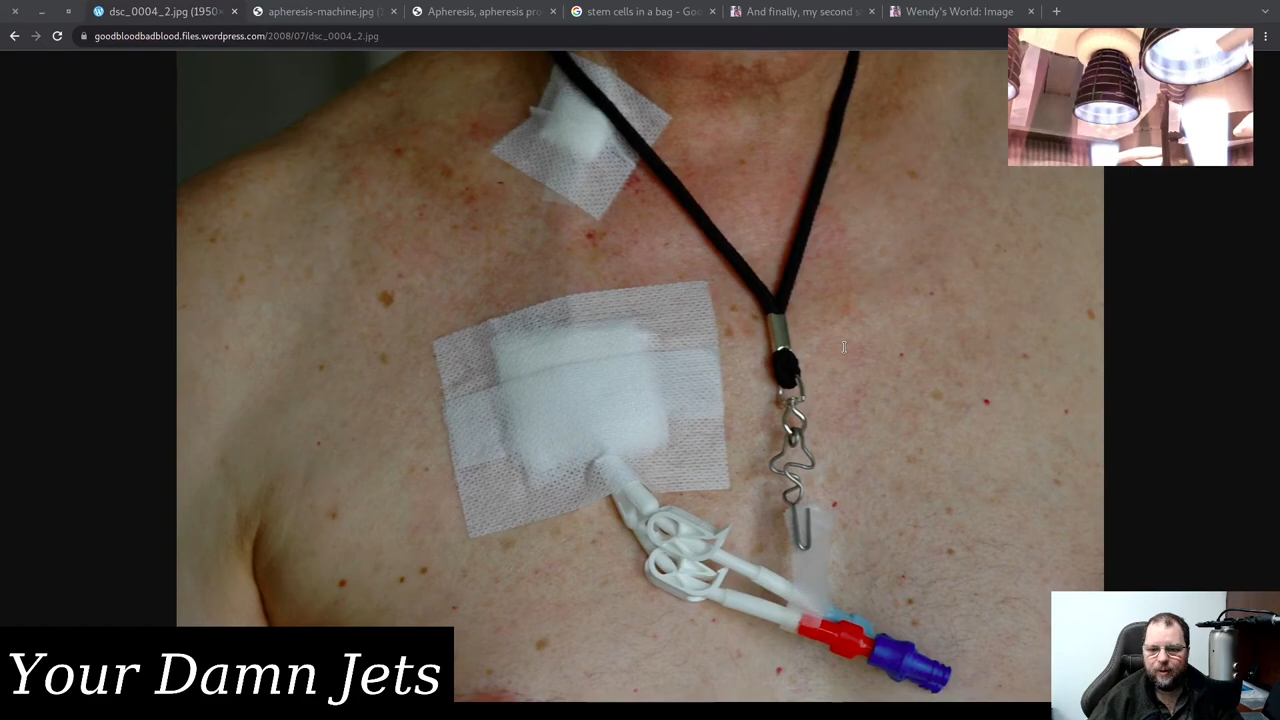 dsc_0004_2.jpg (1950×
apheresis-machine.jpg (
Apheresis, apheresis pro
stem cells in a bag - Goo
And finally, my second s
Wendy's World: Image
goodbloodbadblood.files.wordpress.com/2008/07/dsc_0004_2.jpg
Your Damn Jets